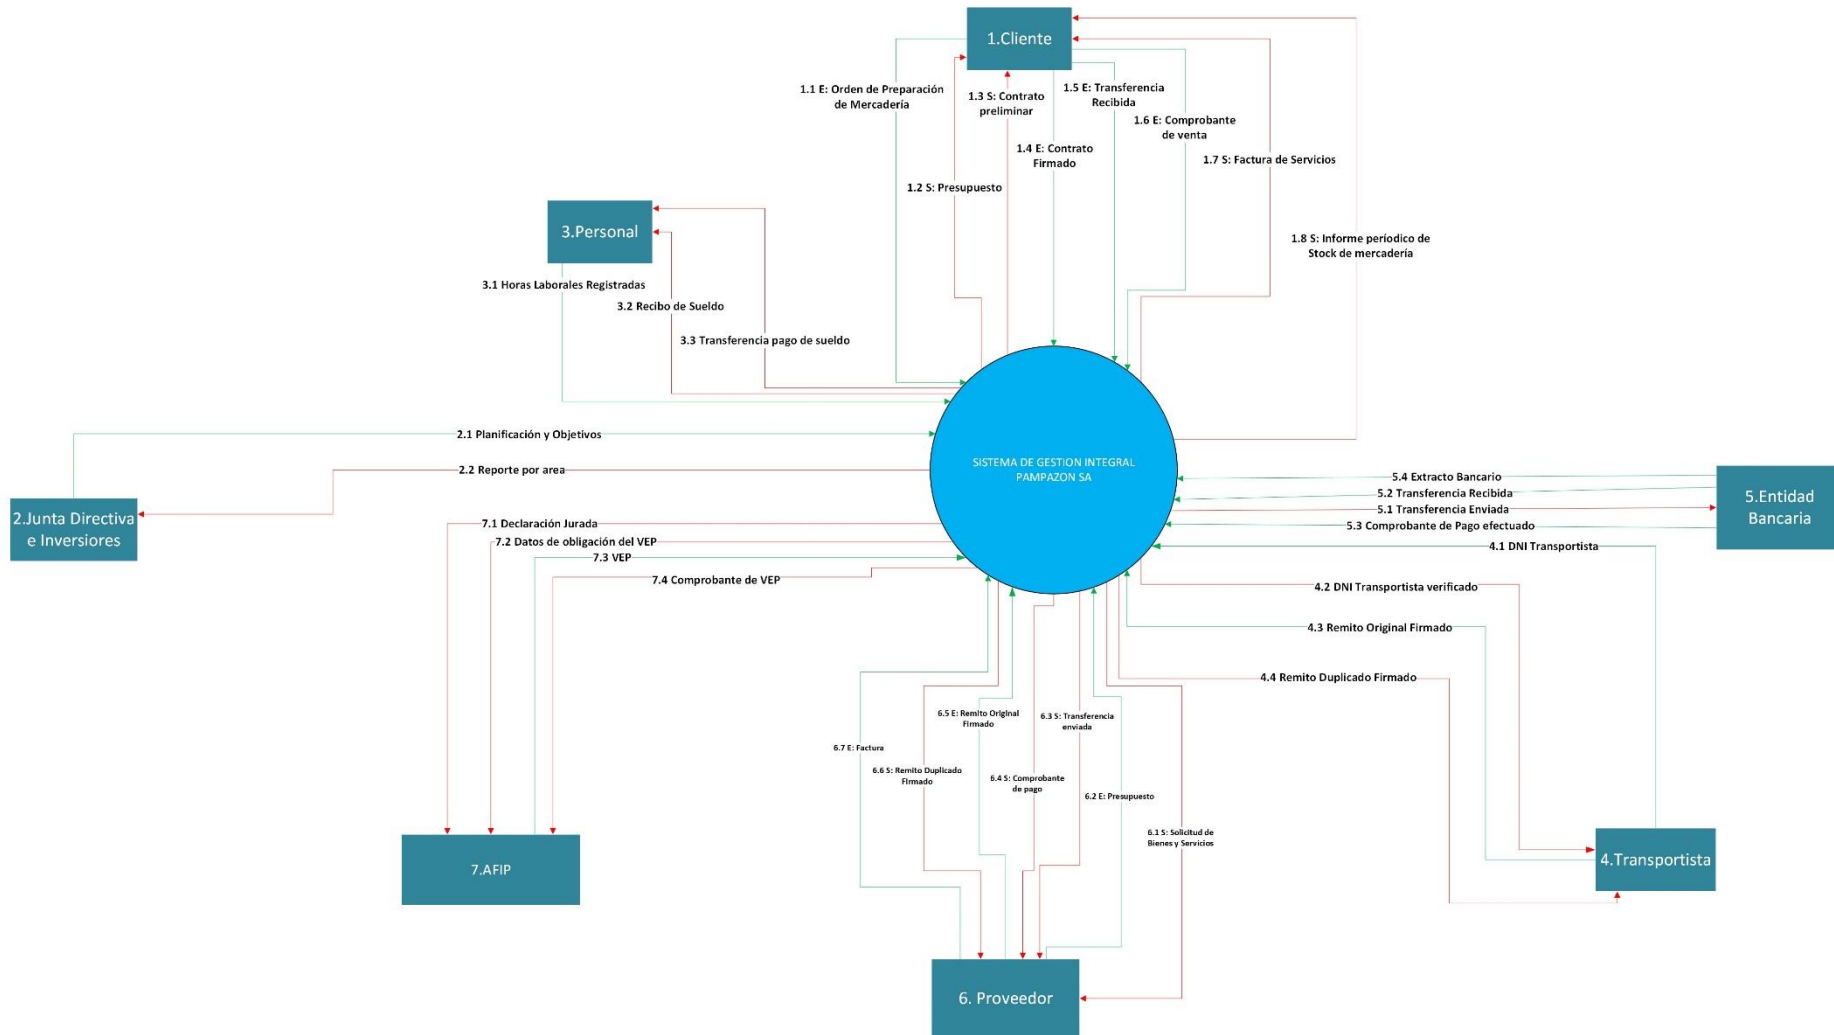 1.Cliente
1.1 E: Orden de Preparación
de Mercadería
1.3 S: Contrato
preliminar
1.5 E: Transferencia
Recibida
1.6 E: Comprobante
de venta
1.4 E: Contrato
Firmado
1.7 S: Factura de Servicios
1.2 S: Presupuesto
1.8 S: Informe períodico de
Stock de mercadería
3.Personal
3.1 Horas Laborales Registradas
3.2 Recibo de Sueldo
3.3 Transferencia pago de sueldo
2.1 Planificación y Objetivos
2.2 Reporte por area
2.Junta Directiva
e Inversiores
SISTEMA DE GESTION INTEGRAL
PAMPAZON SA
5.4 Extracto Bancario
5.2 Transferencia Recibida
5.1 Transferencia Enviada
5.3 Comprobante de Pago efectuado
5.Entidad
Bancaria
7.1 Declaración Jurada
7.2 Datos de obligación del VEP
7.3 VEP
7.4 Comprobante de VEP
4.1 DNI Transportista
4.2 DNI Transportista verificado
4.3 Remito Original Firmado
4.4 Remito Duplicado Firmado
6.5 E: Remito Original
Firmado
6.3 S: Transferencia
enviada
6.7 E: Factura
6.6 S: Remito Duplicado
Firmado
6.4 S: Comprobante
de pago
6.2 E: Presupuesto
6.1 S: Solicitud de
Bienes y Servicios
7.AFIP
4.Transportista
6. Proveedor